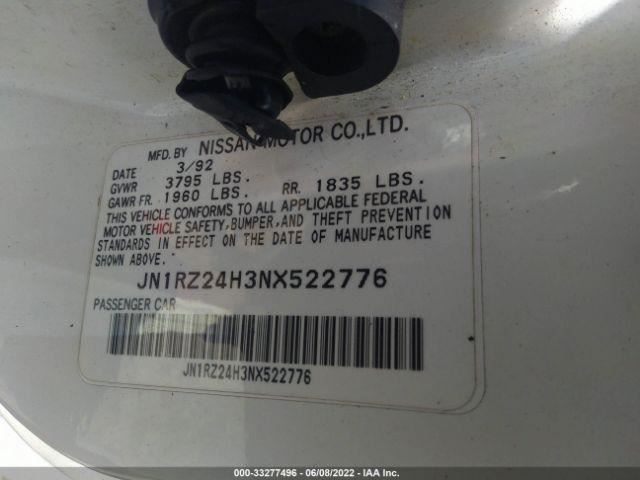 MFD. BY NISSAN MOTOR CO.,LTD.
DATE 3/92
GVWR 3795 LBS.
GAWR FR. 1960 LBS. RR. 1835 LBS.
THIS VEHICLE CONFORMS TO ALL APPLICABLE FEDERAL
MOTOR VEHICLE SAFETY, BUMPER, AND THEFT PREVENTION
STANDARDS IN EFFECT ON THE DATE OF MANUFACTURE
SHOWN ABOVE.
JN1RZ24H3NX522776
PASSENGER CAR
JN1RZ24H3NX522776
000-33277496 - 06/08/2022 - IAA Inc.